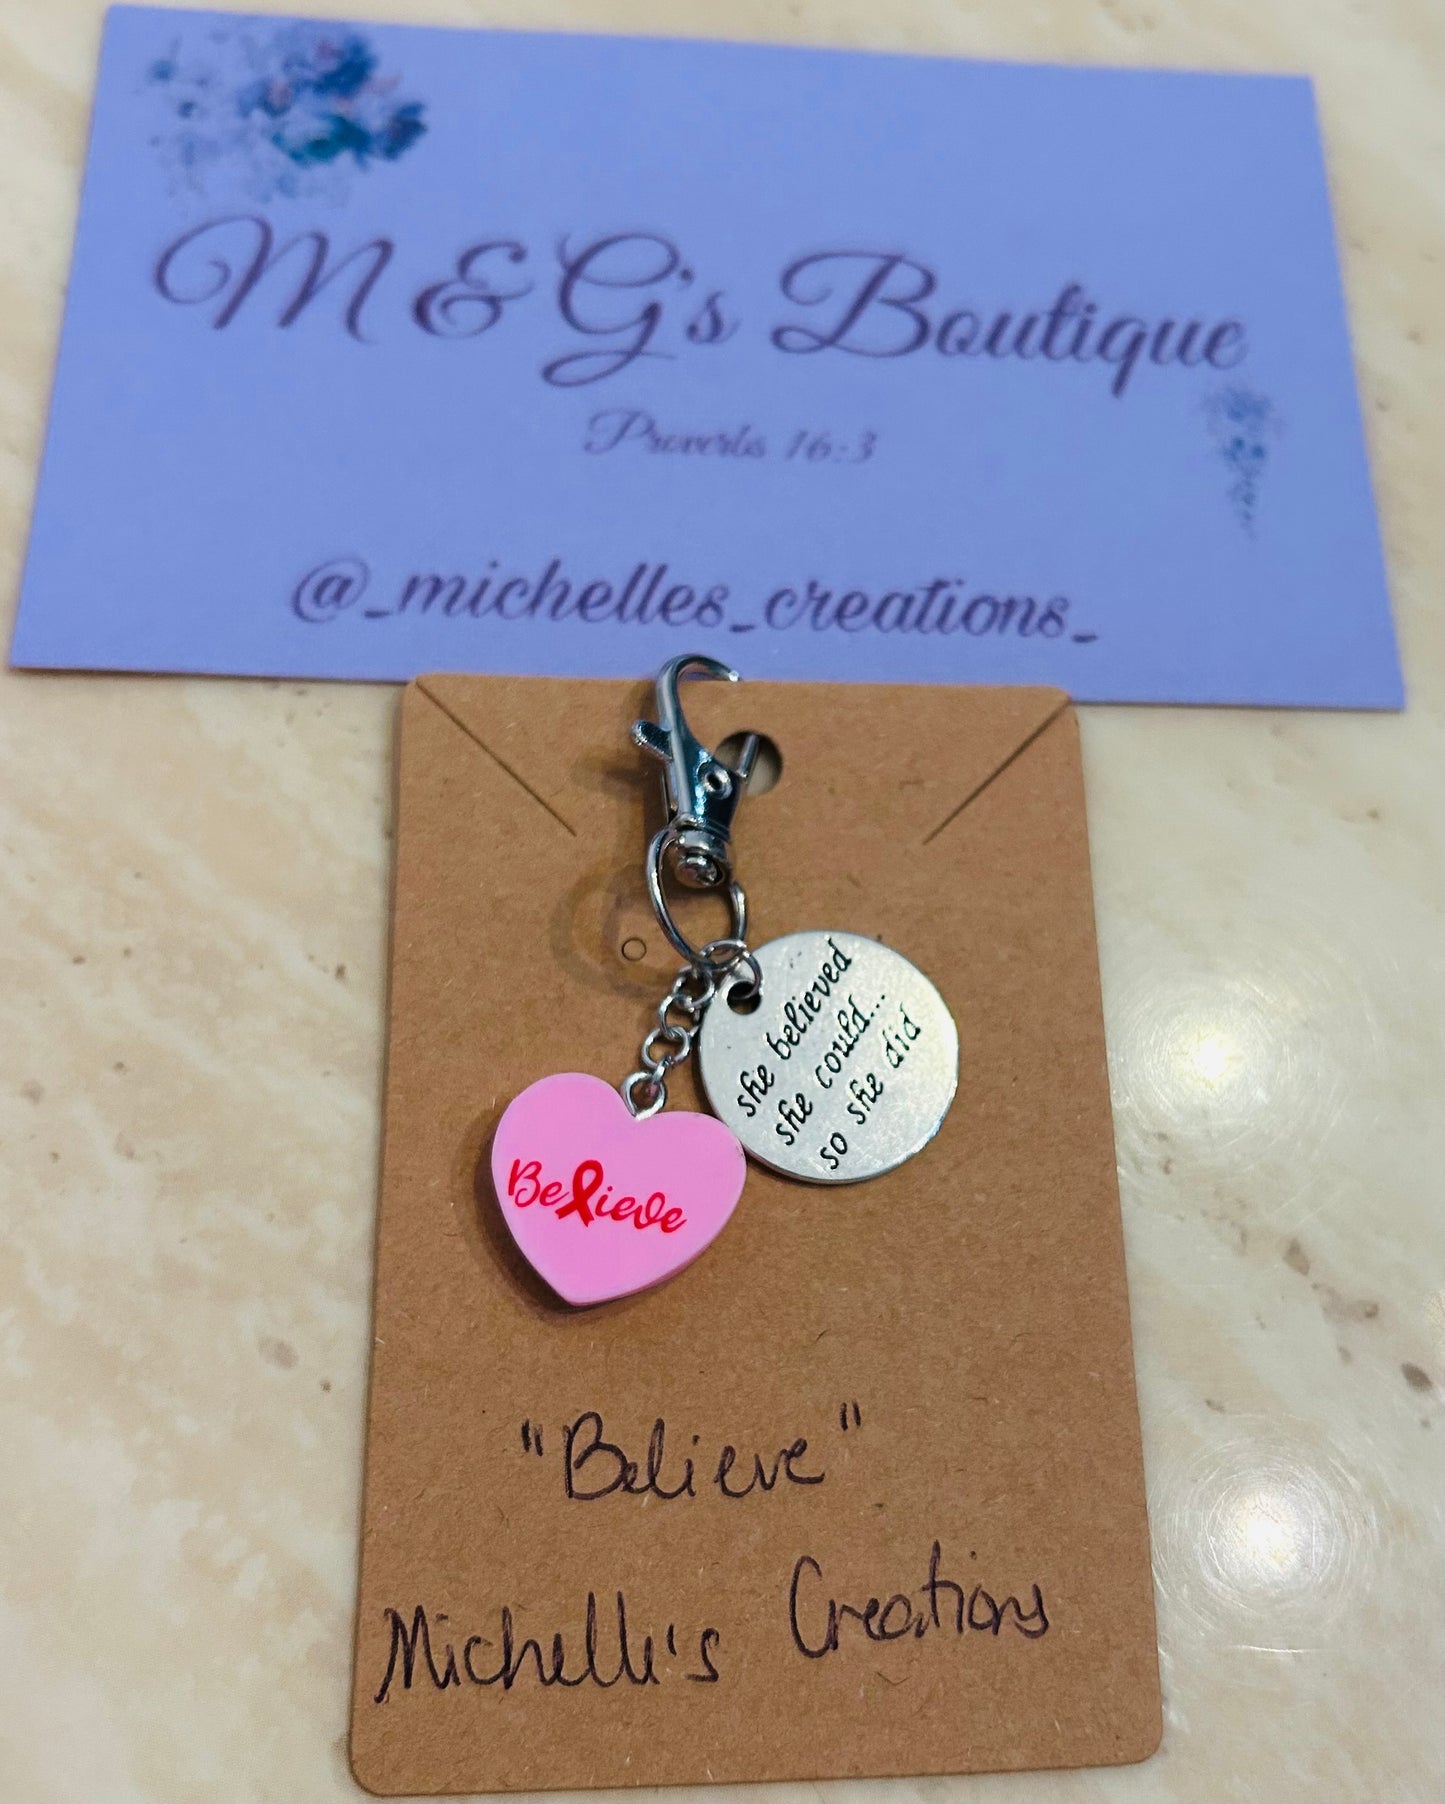 M & G's Boutique
Proverbs 16:3
@_michelles_creations_
she believed
she could...
so she did
Believe
"Believe"
Michelle's Creations